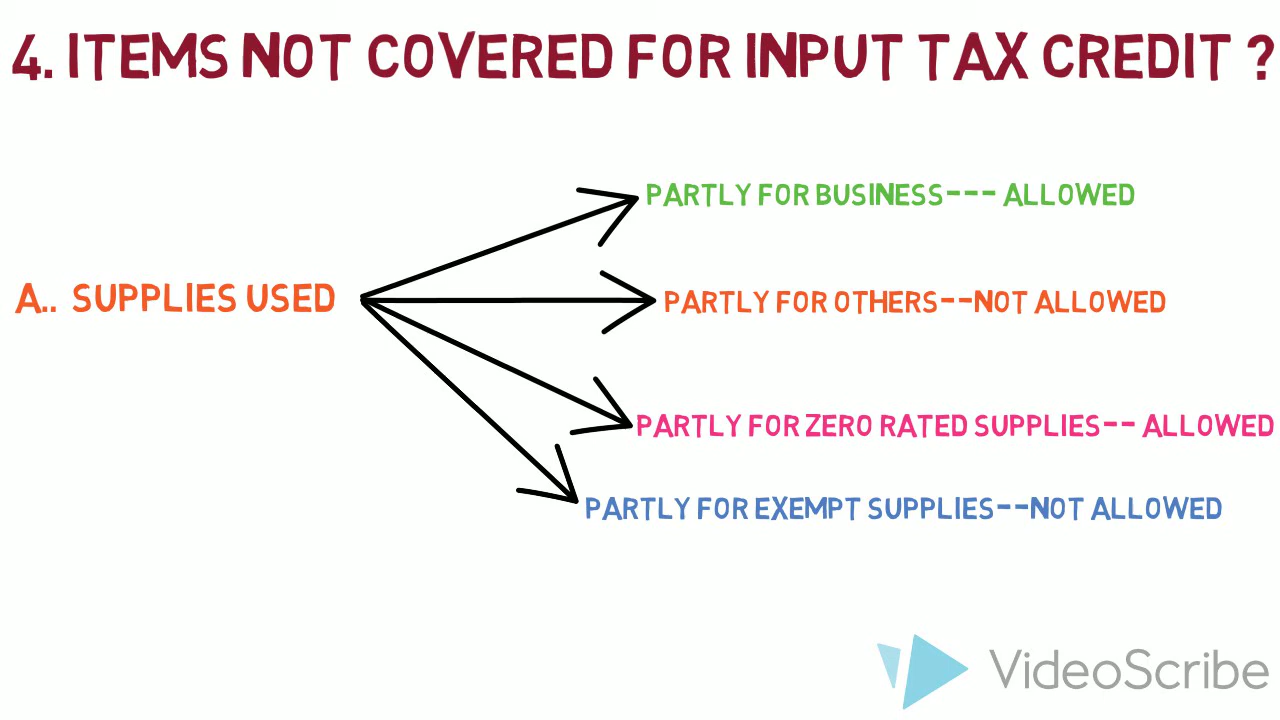 4. ITEMS NOT COVERED FOR INPUT TAX CREDIT ?
PARTLY FOR BUSINESS--- ALLOWED
A.. SUPPLIES USED
PARTLY FOR OTHERS--NOT ALLOWED
PARTLY FOR ZERO RATED SUPPLIES-- ALLOWED
PARTLY FOR EXEMPT SUPPLIES--NOT ALLOWED
VideoScribe